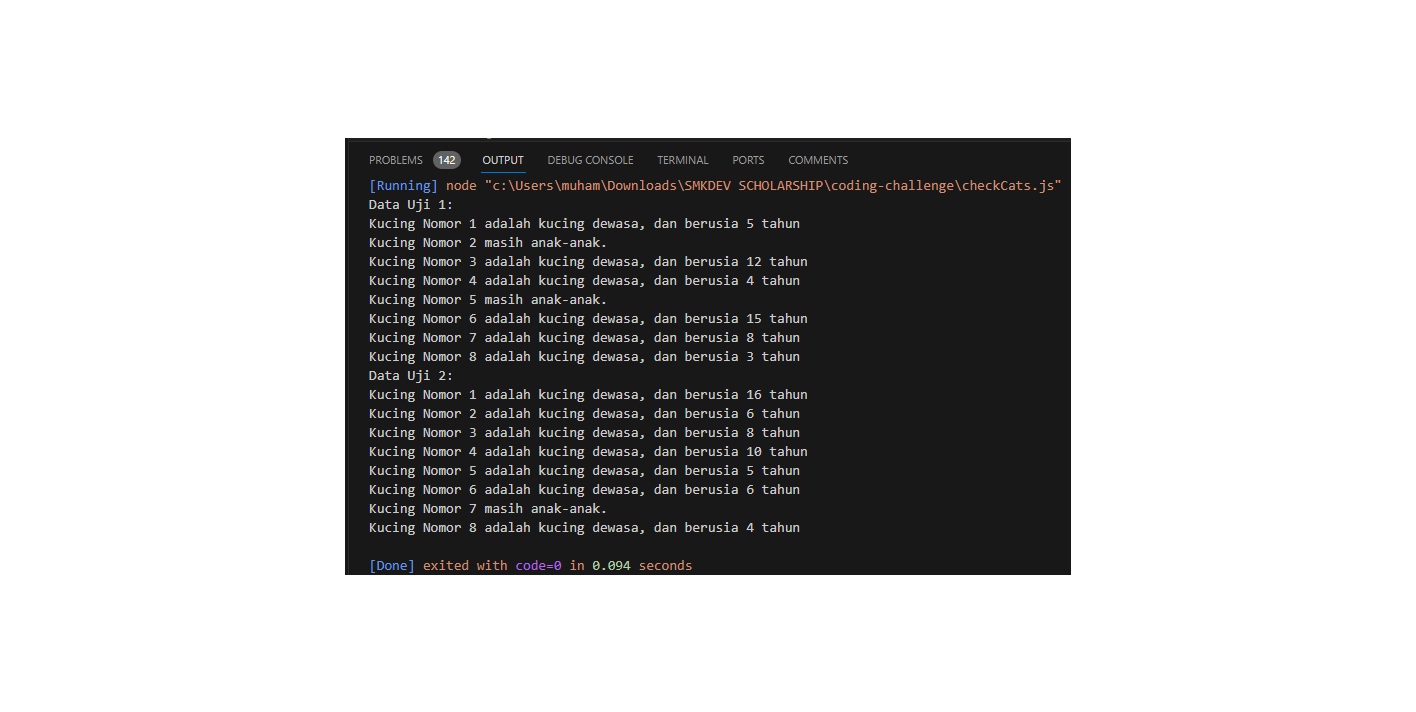 PROBLEMS 142 OUTPUT DEBUG CONSOLE TERMINAL PORTS COMMENTS
[Running] node "c:\Users\muham\Downloads\SMKDEV SCHOLARSHIP\coding-challenge\checkCats.js"
Data Uji 1:
Kucing Nomor 1 adalah kucing dewasa, dan berusia 5 tahun
Kucing Nomor 2 masih anak-anak.
Kucing Nomor 3 adalah kucing dewasa, dan berusia 12 tahun
Kucing Nomor 4 adalah kucing dewasa, dan berusia 4 tahun
Kucing Nomor 5 masih anak-anak.
Kucing Nomor 6 adalah kucing dewasa, dan berusia 15 tahun
Kucing Nomor 7 adalah kucing dewasa, dan berusia 8 tahun
Kucing Nomor 8 adalah kucing dewasa, dan berusia 3 tahun
Data Uji 2:
Kucing Nomor 1 adalah kucing dewasa, dan berusia 16 tahun
Kucing Nomor 2 adalah kucing dewasa, dan berusia 6 tahun
Kucing Nomor 3 adalah kucing dewasa, dan berusia 8 tahun
Kucing Nomor 4 adalah kucing dewasa, dan berusia 10 tahun
Kucing Nomor 5 adalah kucing dewasa, dan berusia 5 tahun
Kucing Nomor 6 adalah kucing dewasa, dan berusia 6 tahun
Kucing Nomor 7 masih anak-anak.
Kucing Nomor 8 adalah kucing dewasa, dan berusia 4 tahun
[Done] exited with code=0 in 0.094 seconds